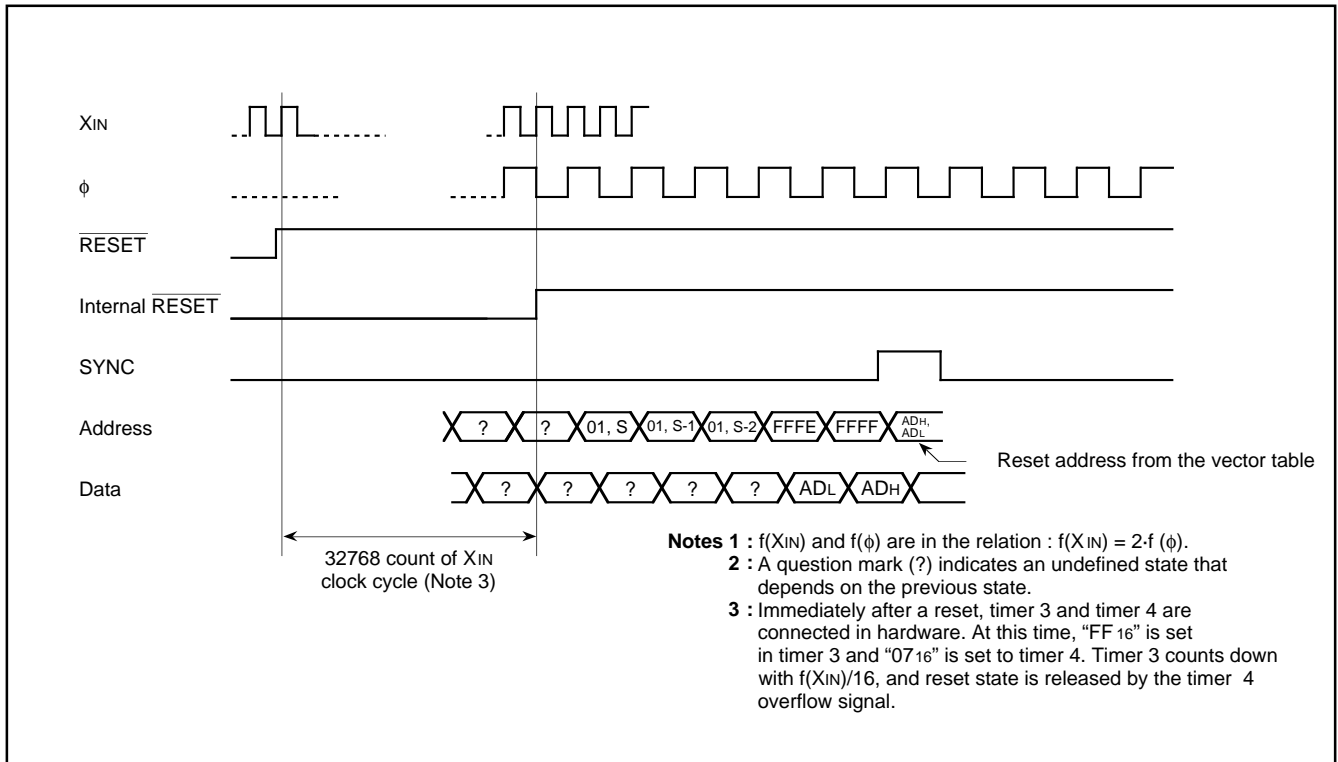 XIN
ϕ
RESET
Internal RESET
SYNC
Address
? ? 01, S 01, S-1 01, S-2 FFFE FFFF ADH,
ADL
Reset address from the vector table
Data
? ? ? ? ? ADL ADH
32768 count of XIN
clock cycle (Note 3)
Notes 1 : f(XIN) and f(ϕ) are in the relation : f(XIN) = 2·f (ϕ).
2 : A question mark (?) indicates an undefined state that
depends on the previous state.
3 : Immediately after a reset, timer 3 and timer 4 are
connected in hardware. At this time, “FF16” is set
in timer 3 and “0716” is set to timer 4. Timer 3 counts down
with f(XIN)/16, and reset state is released by the timer 4
overflow signal.